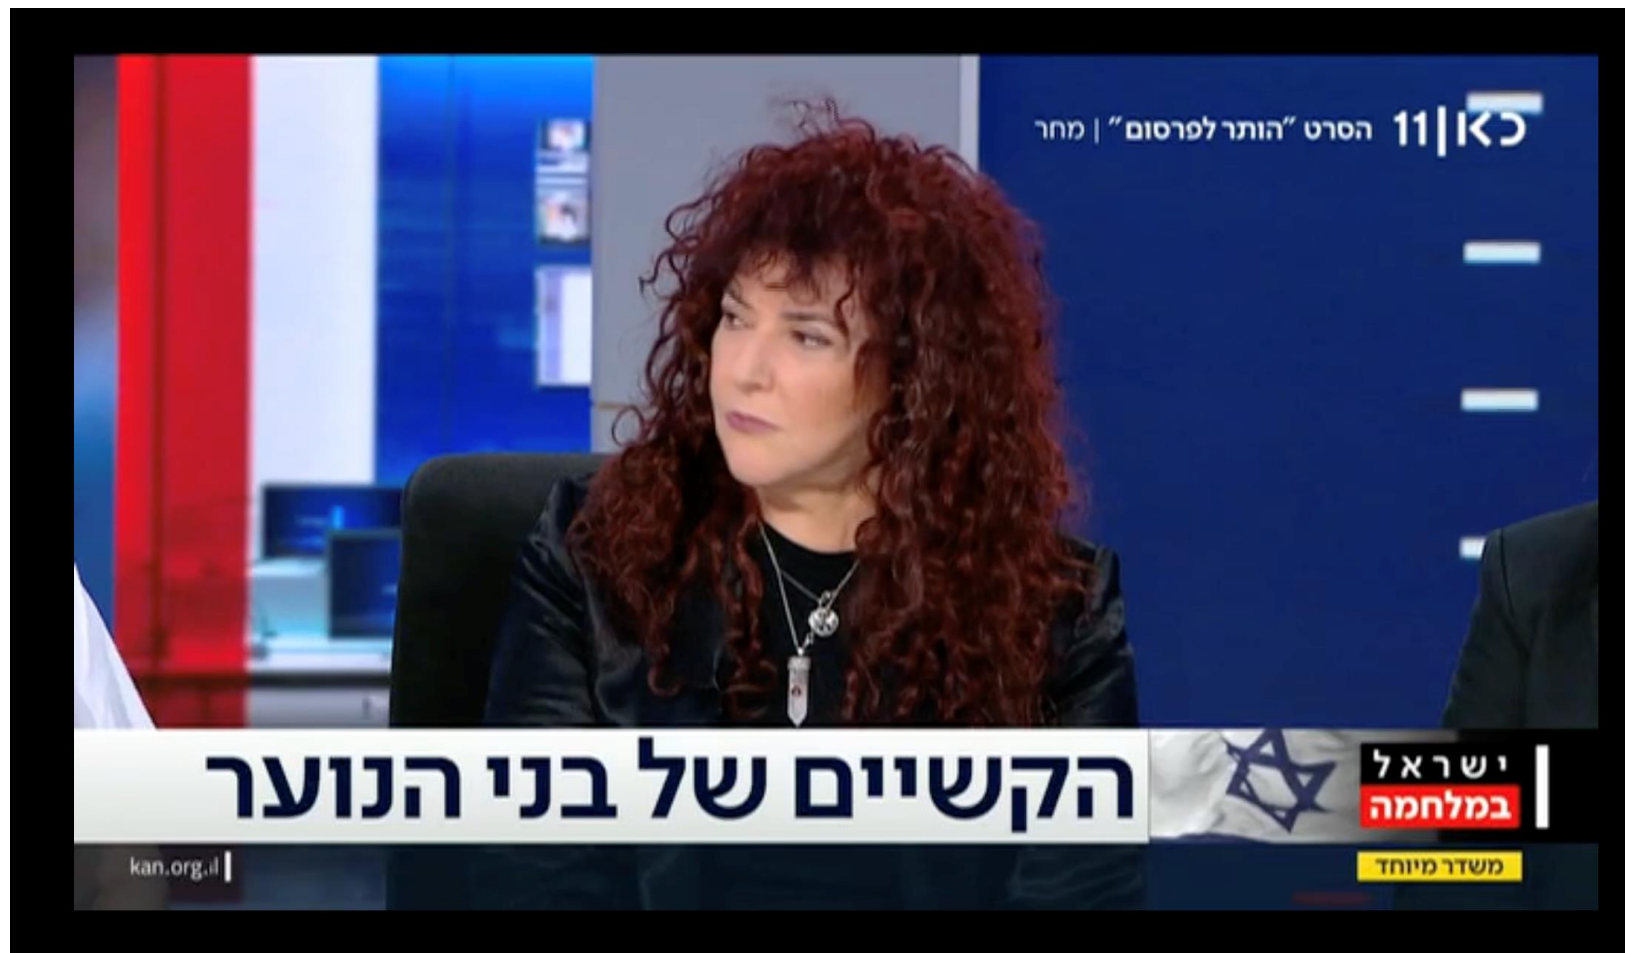 כאן|11 הסרט "הותר לפרסום" | מחר
הקשיים של בני הנוער
ישראל
במלחמה
משדר מיוחד
kan.org.il